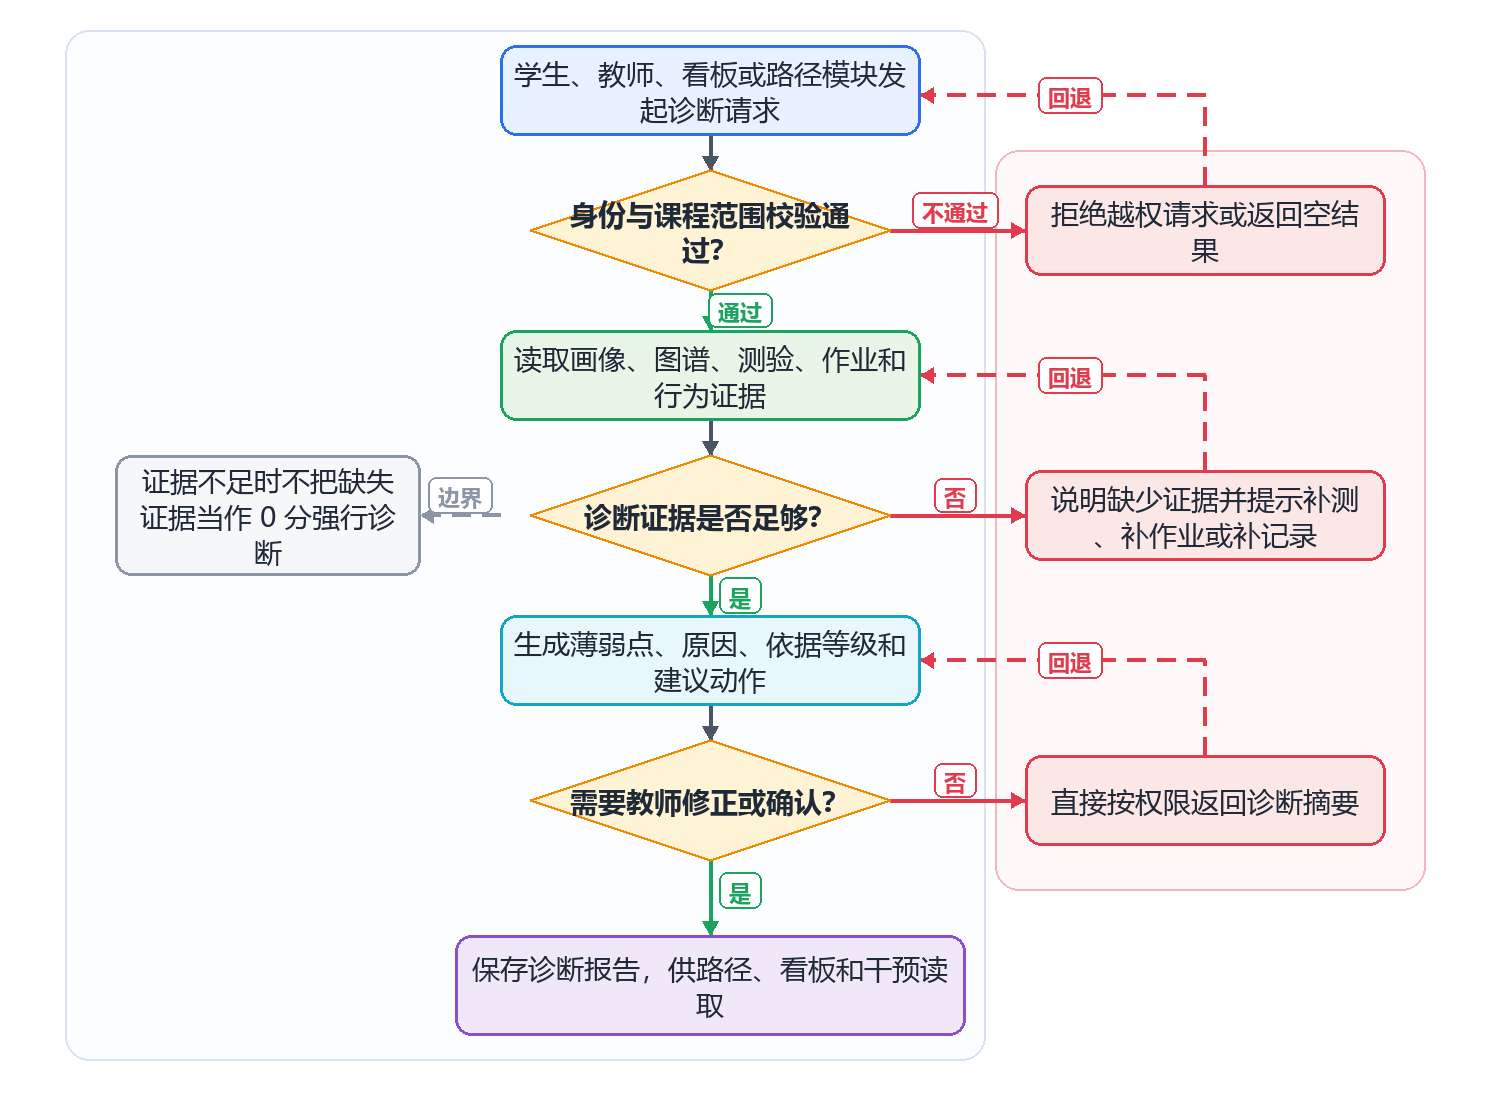 学生、教师、看板或路径模块发
起诊断请求
回退
身份与课程范围校验通
过?
不通过
拒绝越权请求或返回空结
果
通过
读取画像、图谱、测验、作业和
行为证据
回退
证据不足时不把缺失
证据当作 0 分强行诊
断
边界
诊断证据是否足够?
否
说明缺少证据并提示补测
、补作业或补记录
是
生成薄弱点、原因、依据等级和
建议动作
回退
需要教师修正或确认?
否
直接按权限返回诊断摘要
是
保存诊断报告，供路径、看板和干预读
取